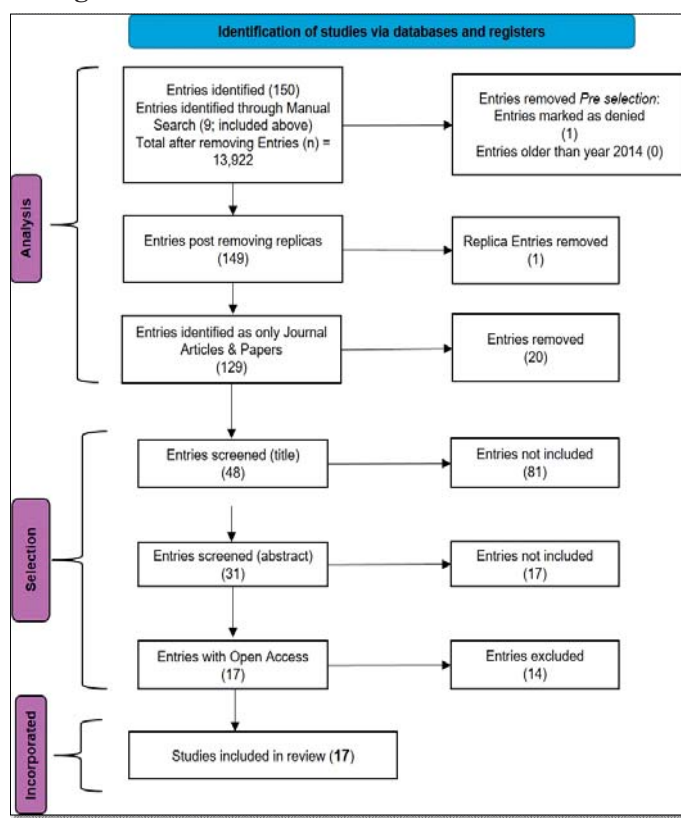 Identification of studies via databases and registers
Analysis
Entries identified (150)
Entries identified through Manual
Search (9; included above)
Total after removing Entries (n) =
13,922
Entries removed Pre selection:
Entries marked as denied
(1)
Entries older than year 2014 (0)
Entries post removing replicas
(149)
Replica Entries removed
(1)
Entries identified as only Journal
Articles & Papers
(129)
Entries removed
(20)
Selection
Entries screened (title)
(48)
Entries not included
(81)
Entries screened (abstract)
(31)
Entries not included
(17)
Entries with Open Access
(17)
Entries excluded
(14)
Incorporated
Studies included in review (17)